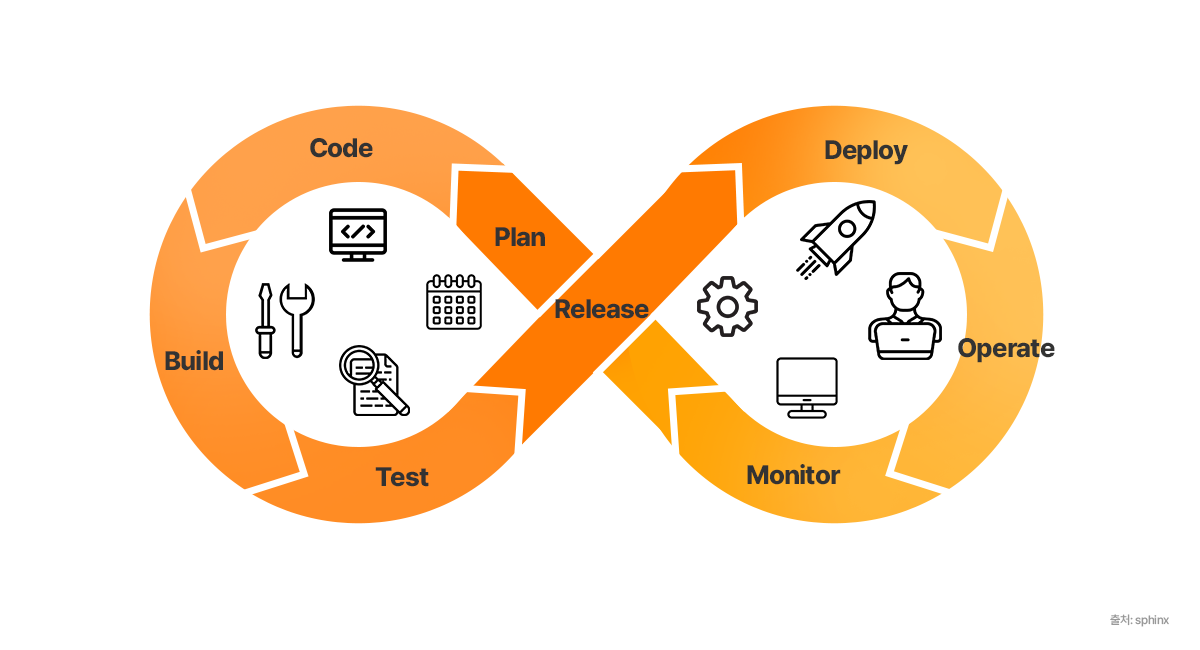 Code
Deploy
Plan
Release
Build
Operate
Test
Monitor
출처: sphinx